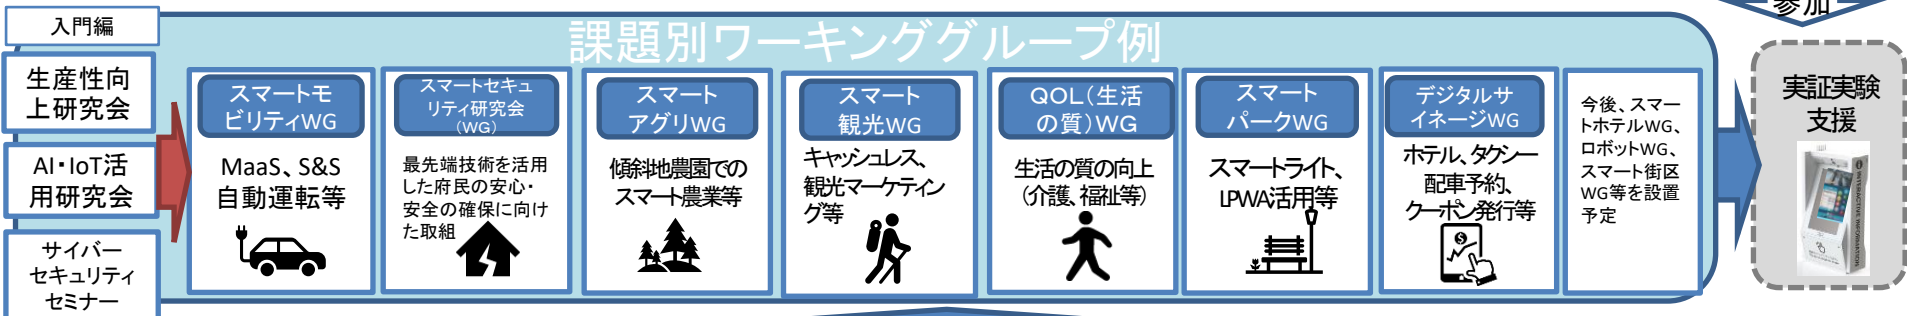 参加
課題別ワーキンググループ例
入門編
生産性向
上研究会
AI・IoT活
用研究会
サイバー
セキュリティ
セミナー
スマートモ
ビリティWG
MaaS、S&S
自動運転等
スマートセキュ
リティ研究会
(WG)
最先端技術を活用
した府民の安心・
安全の確保に向け
た取組
スマート
アグリWG
傾斜地農園での
スマート農業等
スマート
観光WG
キャッシュレス、
観光マーケティン
グ等
QOL(生活
の質)WG
生活の質の向上
(介護、福祉等)
スマート
パークWG
スマートライト、
LPWA活用等
デジタルサ
イネージWG
ホテル、タクシー
配車予約、
クーポン発行等
今後、スマー
トホテルWG、
ロボットWG、
スマート街区
WG等を設置
予定
実証実験
支援
INTERACTIVE INFORMATION